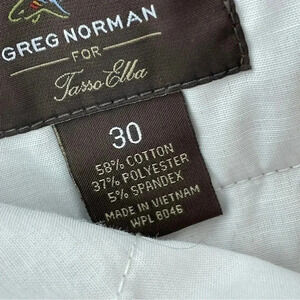 GREG NORMAN
FOR
Tasso Elba
30
58% COTTON
37% POLYESTER
5% SPANDEX
MADE IN VIETNAM
WPL 8046